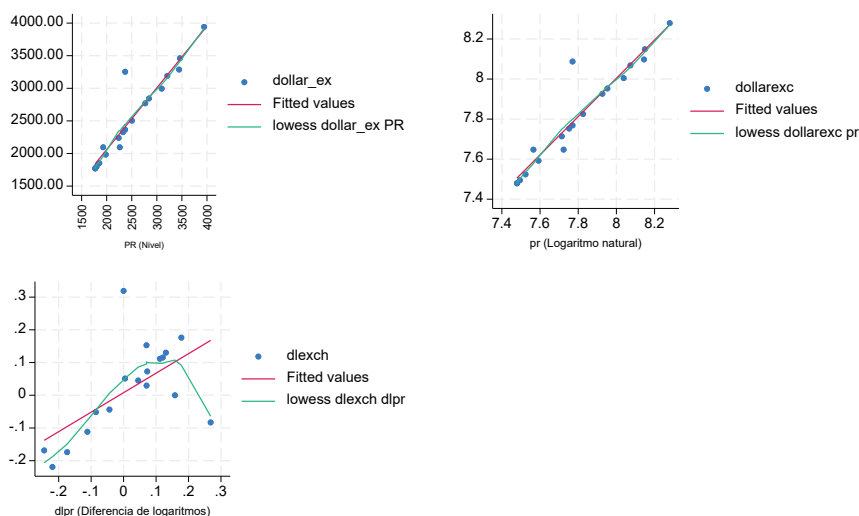 4000.00
3500.00
3000.00
2500.00
2000.00
1500.00
1500
2000
2500
3000
3500
4000
PR (Nivel)
dollar_ex
Fitted values
lowess dollar_ex PR
8.2
8
7.8
7.6
7.4
7.4 7.6 7.8 8 8.2
pr (Logaritmo natural)
dollarexc
Fitted values
lowess dollarexc pr
.3
.2
.1
0
-.1
-.2
-.2 -.1 0 .1 .2 .3
dlpr (Diferencia de logaritmos)
dlexch
Fitted values
lowess dlexch dlpr